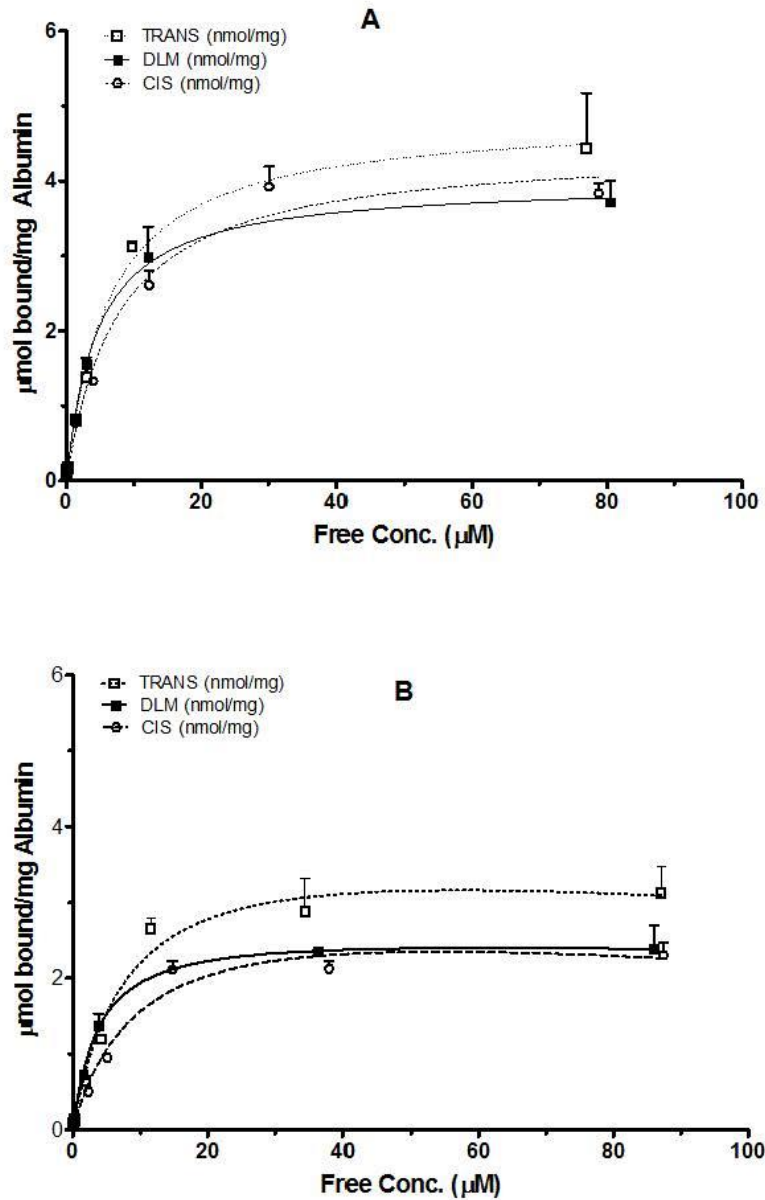 A
TRANS (nmol/mg)
DLM (nmol/mg)
CIS (nmol/mg)
6
4
2
0
µmol bound/mg Albumin
0 20 40 60 80 100
Free Conc. (µM)
B
TRANS (nmol/mg)
DLM (nmol/mg)
CIS (nmol/mg)
6
4
2
0
µmol bound/mg Albumin
0 20 40 60 80 100
Free Conc. (µM)